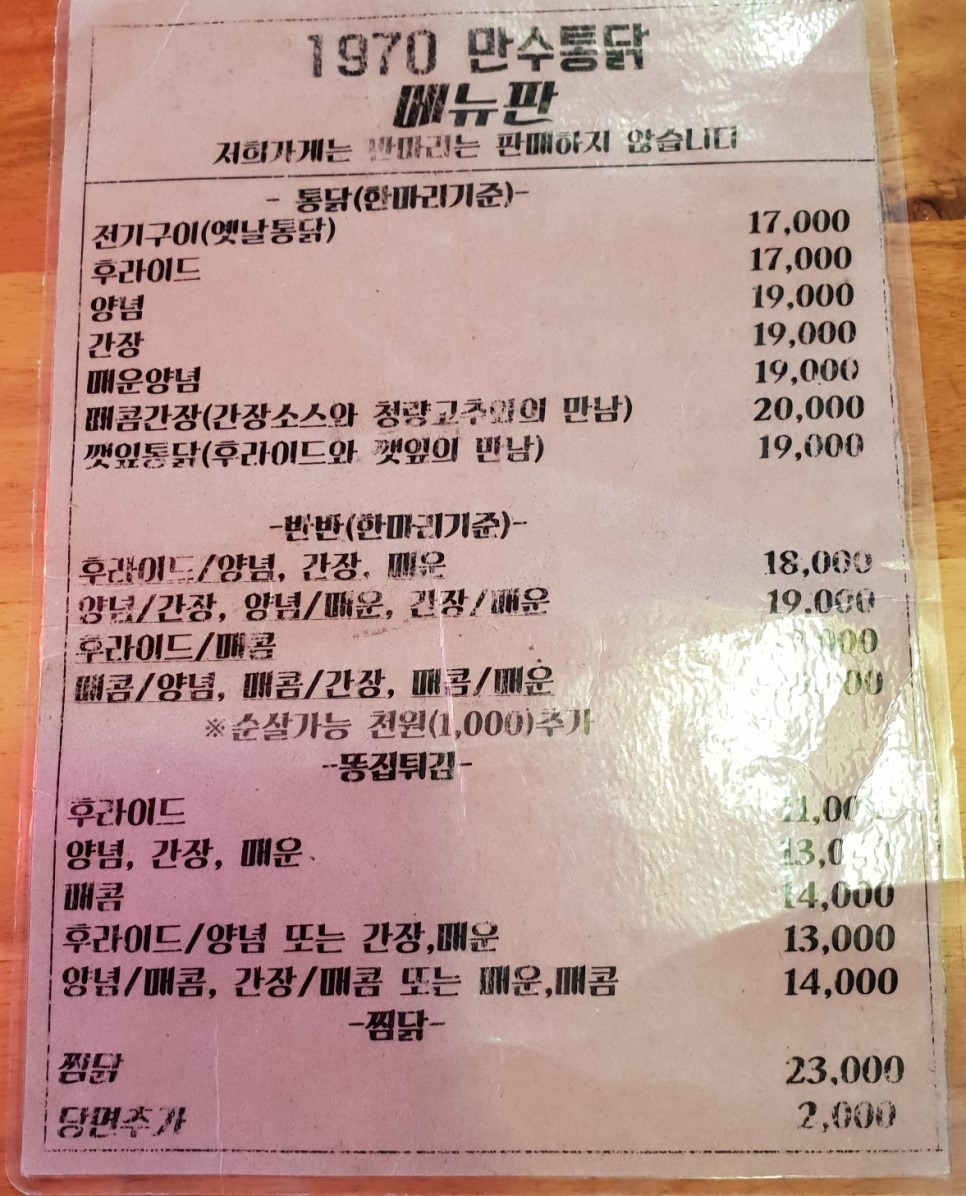 1970 만수통닭
메뉴판
저희가게는 반마리는 판매하지 않습니다
- 통닭(한마리기준)-
전기구이(옛날통닭) 17,000
후라이드 17,000
양념 19,000
간장 19,000
매운양념 19,000
매콤간장(간장소스와 청량고추와의 만남) 20,000
깻잎통닭(후라이드와 깻잎의 만남) 19,000
-반반(한마리기준)-
후라이드/양념, 간장, 매운 18,000
양념/간장, 양념/매운, 간장/매운 19,000
후라이드/매콤
매콤/양념, 매콤/간장, 매콤/매운
※순살가능 천원(1,000)추가
-똥집튀김-
후라이드
양념, 간장, 매운
매콤 14,000
후라이드/양념 또는 간장,매운 13,000
양념/매콤, 간장/매콤 또는 매운,매콤 14,000
-찜닭-
찜닭 23,000
당면추가 2,000